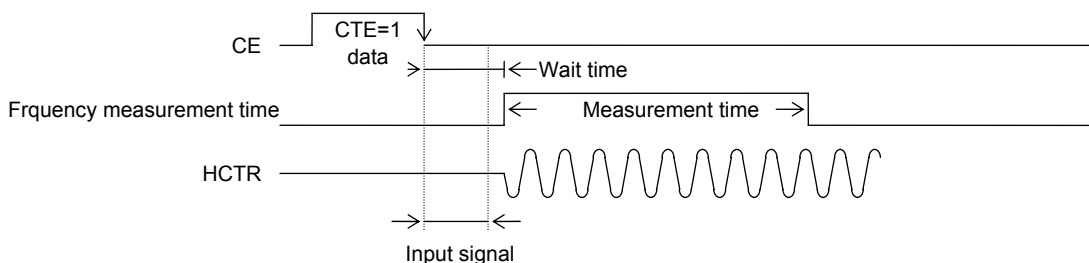 CE
CTE=1
data
Wait time
Frquency measurement time
Measurement time
HCTR
Input signal